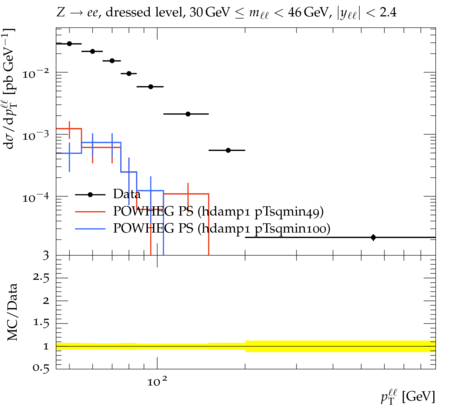 Z → ee, dressed level, 30 GeV ≤ m_ℓℓ < 46 GeV, |y_ℓℓ| < 2.4
dσ/dp_T^ℓℓ [pb GeV⁻¹]
10⁻²
10⁻³
10⁻⁴
Data
POWHEG PS (hdamp1 pTsqmin49)
POWHEG PS (hdamp1 pTsqmin100)
MC/Data
3
2.5
2
1.5
1
0.5
10²
p_T^ℓℓ [GeV]